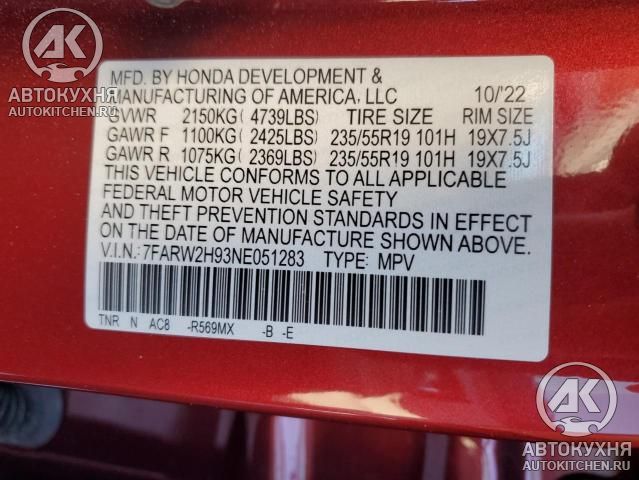 AK
АВТОКУХНЯ
AUTOKITCHEN.RU
MFD. BY HONDA DEVELOPMENT &
MANUFACTURING OF AMERICA, LLC 10/'22
GVWR 2150KG( 4739LBS) TIRE SIZE RIM SIZE
GAWR F 1100KG( 2425LBS) 235/55R19 101H 19X7.5J
GAWR R 1075KG( 2369LBS) 235/55R19 101H 19X7.5J
THIS VEHICLE CONFORMS TO ALL APPLICABLE
FEDERAL MOTOR VEHICLE SAFETY
AND THEFT PREVENTION STANDARDS IN EFFECT
ON THE DATE OF MANUFACTURE SHOWN ABOVE.
V.I.N.:7FARW2H93NE051283 TYPE: MPV
TNR N AC8 -R569MX -B -E
AK
АВТОКУХНЯ
AUTOKITCHEN.RU